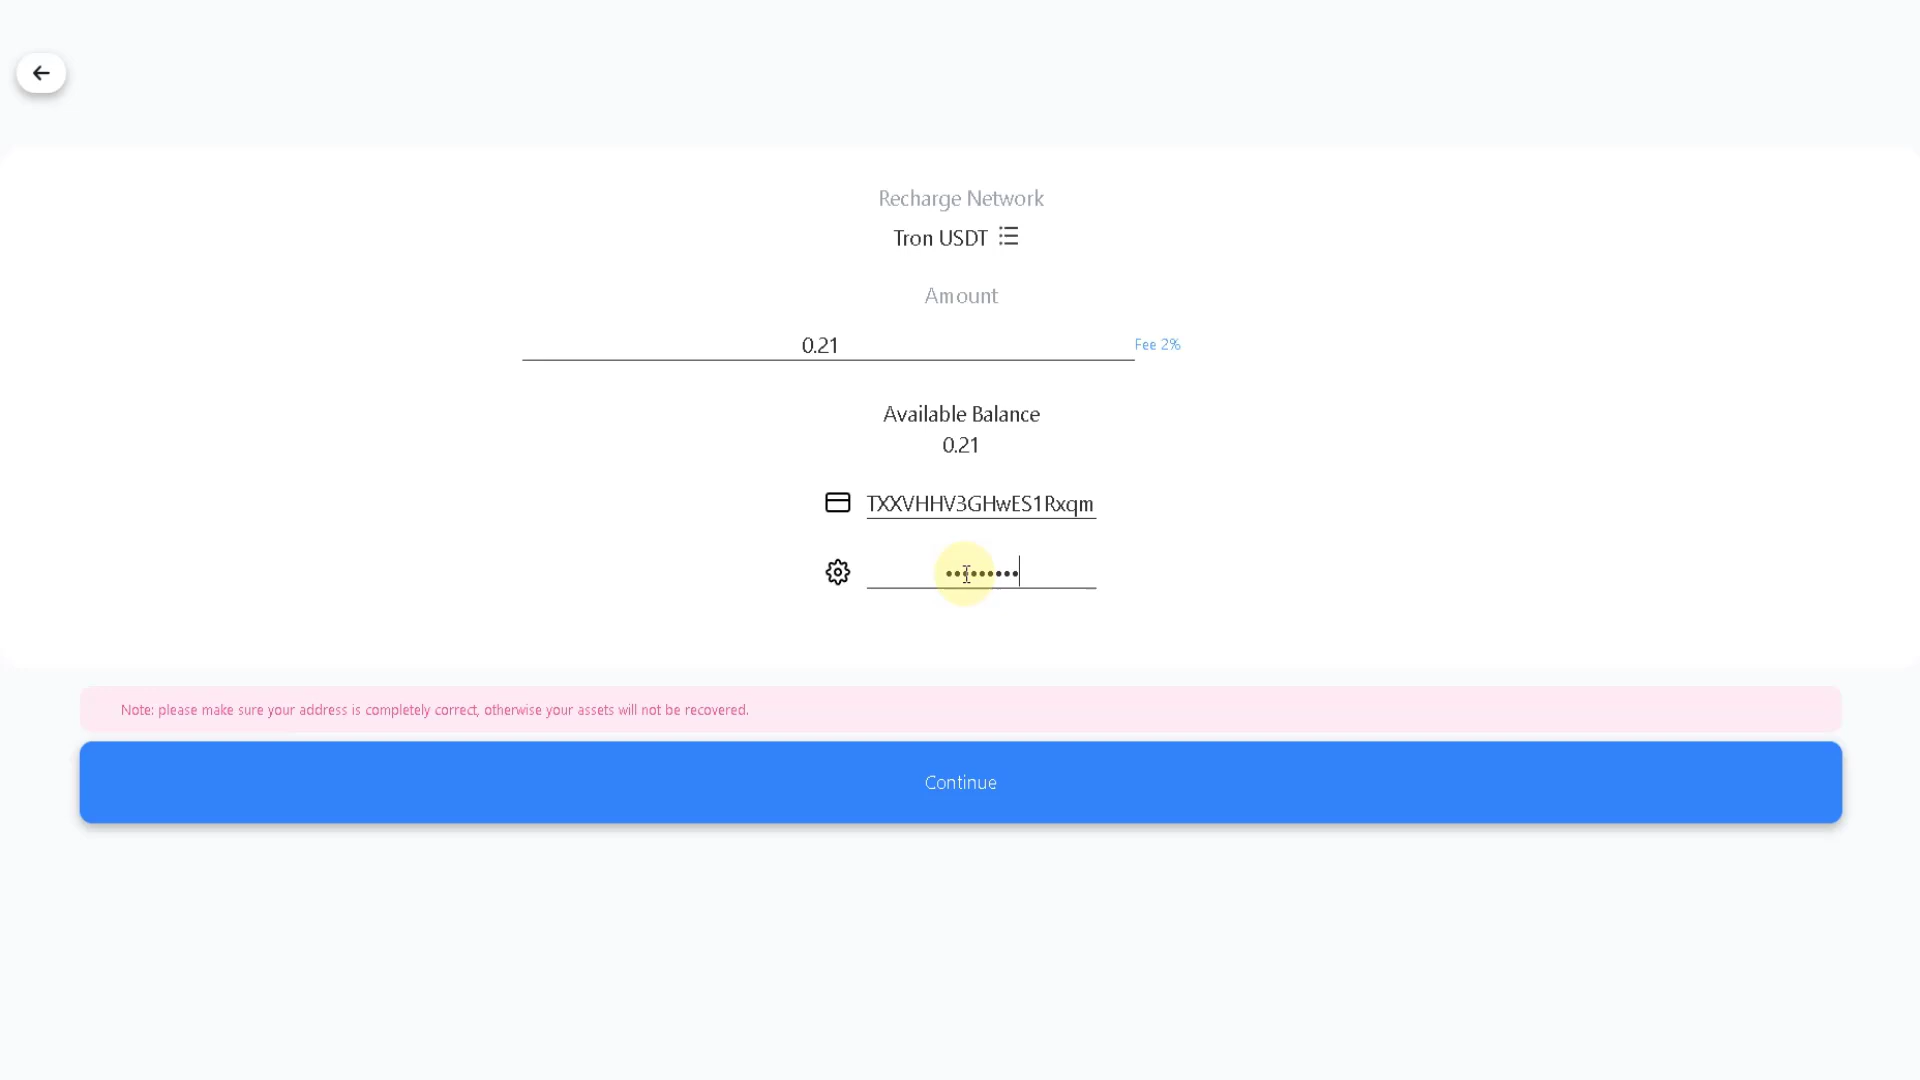 Recharge Network
Tron USDT
Amount
0.21
Fee 2%
Available Balance
0.21
TXXVHHV3GHwES1Rxqm
•••••••••
Note: please make sure your address is completely correct, otherwise your assets will not be recovered.
Continue